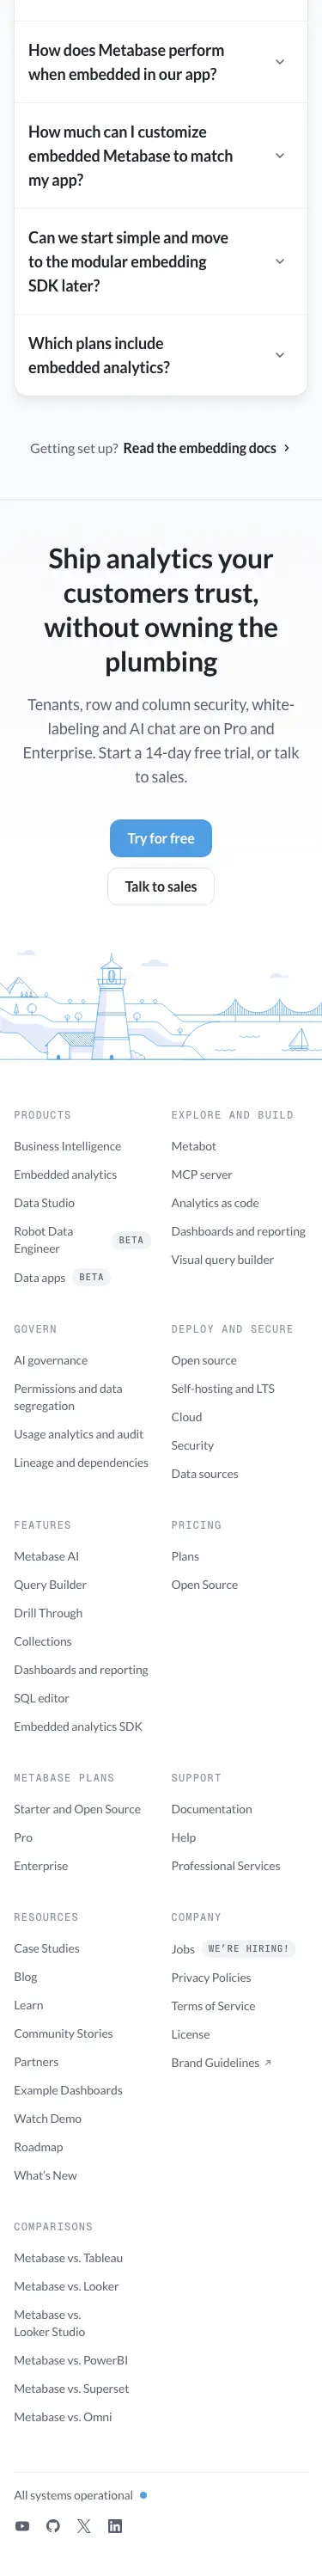 How does Metabase perform
when embedded in our app?
How much can I customize
embedded Metabase to match
my app?
Can we start simple and move
to the modular embedding
SDK later?
Which plans include
embedded analytics?
Getting set up? Read the embedding docs
Ship analytics your
customers trust,
without owning the
plumbing
Tenants, row and column security, white-
labeling and AI chat are on Pro and
Enterprise. Start a 14-day free trial, or talk
to sales.
Try for free
Talk to sales
PRODUCTS
Business Intelligence
Embedded analytics
Data Studio
Robot Data
Engineer BETA
Data apps BETA
EXPLORE AND BUILD
Metabot
MCP server
Analytics as code
Dashboards and reporting
Visual query builder
GOVERN
AI governance
Permissions and data
segregation
Usage analytics and audit
Lineage and dependencies
DEPLOY AND SECURE
Open source
Self-hosting and LTS
Cloud
Security
Data sources
FEATURES
Metabase AI
Query Builder
Drill Through
Collections
Dashboards and reporting
SQL editor
Embedded analytics SDK
PRICING
Plans
Open Source
METABASE PLANS
Starter and Open Source
Pro
Enterprise
SUPPORT
Documentation
Help
Professional Services
RESOURCES
Case Studies
Blog
Learn
Community Stories
Partners
Example Dashboards
Watch Demo
Roadmap
What's New
COMPANY
Jobs WE'RE HIRING!
Privacy Policies
Terms of Service
License
Brand Guidelines ↗
COMPARISONS
Metabase vs. Tableau
Metabase vs. Looker
Metabase vs.
Looker Studio
Metabase vs. PowerBI
Metabase vs. Superset
Metabase vs. Omni
All systems operational